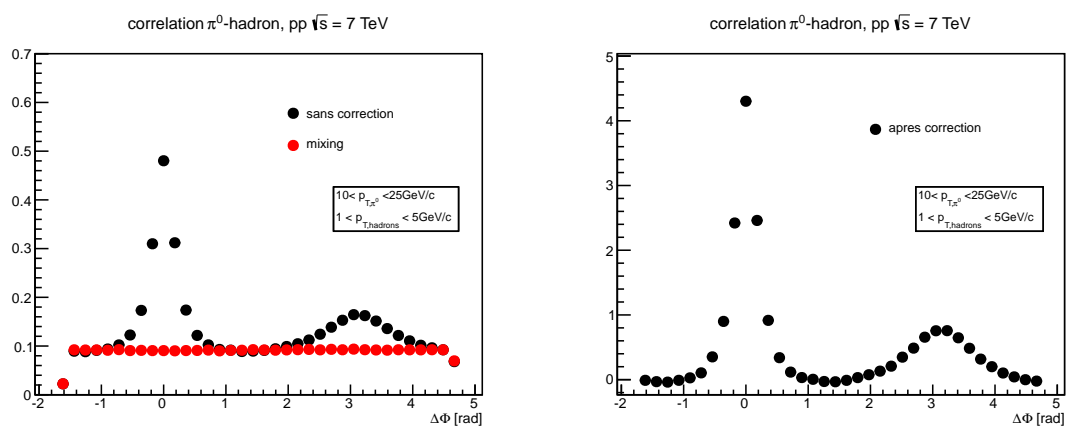 correlation π⁰-hadron, pp √s = 7 TeV
0.7
0.6
0.5
0.4
0.3
0.2
0.1
0
sans correction
mixing
10< p_T,π⁰ <25GeV/c
1 < p_T,hadrons < 5GeV/c
-2 -1 0 1 2 3 4 5
ΔΦ [rad]
correlation π⁰-hadron, pp √s = 7 TeV
5
4
3
2
1
0
apres correction
10< p_T,π⁰ <25GeV/c
1 < p_T,hadrons < 5GeV/c
-2 -1 0 1 2 3 4 5
ΔΦ [rad]